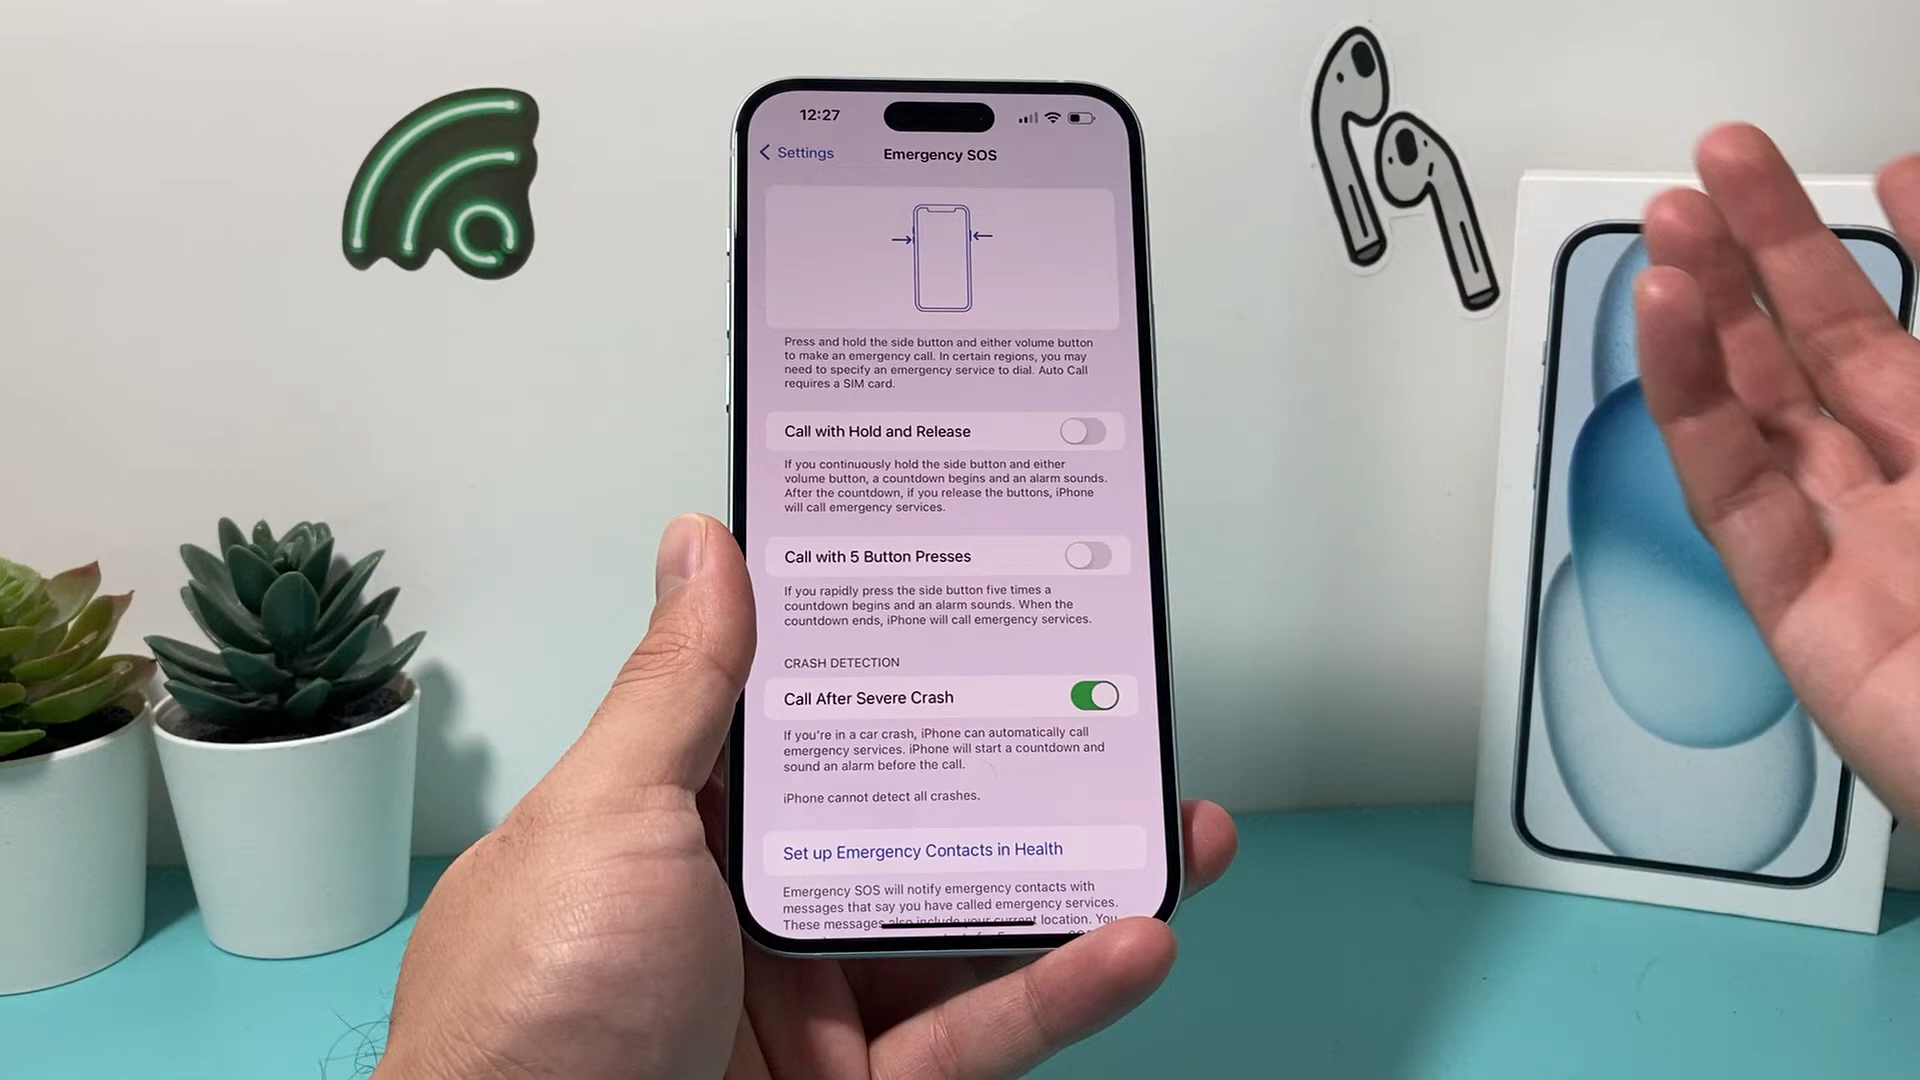 12:27
Settings
Emergency SOS
Press and hold the side button and either volume button
to make an emergency call. In certain regions, you may
need to specify an emergency service to dial. Auto Call
requires a SIM card.
Call with Hold and Release
If you continuously hold the side button and either
volume button, a countdown begins and an alarm sounds.
After the countdown, if you release the buttons, iPhone
will call emergency services.
Call with 5 Button Presses
If you rapidly press the side button five times a
countdown begins and an alarm sounds. When the
countdown ends, iPhone will call emergency services.
CRASH DETECTION
Call After Severe Crash
If you're in a car crash, iPhone can automatically call
emergency services. iPhone will start a countdown and
sound an alarm before the call.
iPhone cannot detect all crashes.
Set up Emergency Contacts in Health
Emergency SOS will notify emergency contacts with
messages that say you have called emergency services.
These messages also include your current location. You